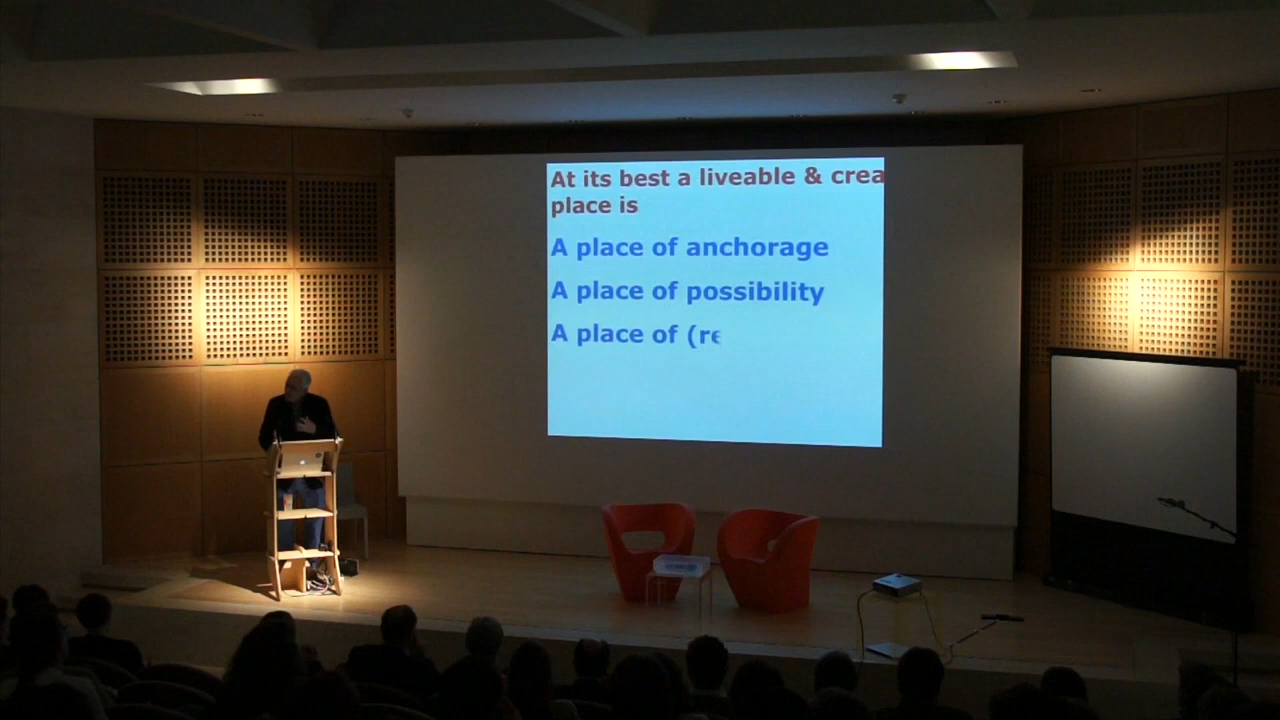 At its best a liveable & crea
place is
A place of anchorage
A place of possibility
A place of (re